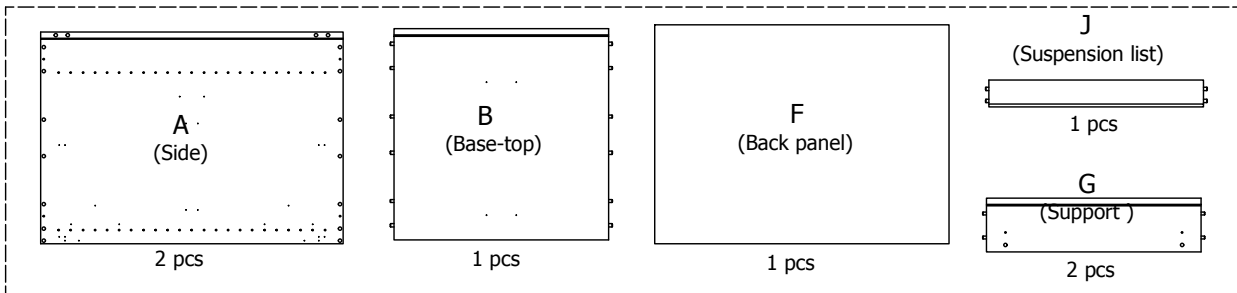 A
(Side)
2 pcs
B
(Base-top)
1 pcs
F
(Back panel)
1 pcs
J
(Suspension list)
1 pcs
G
(Support )
2 pcs